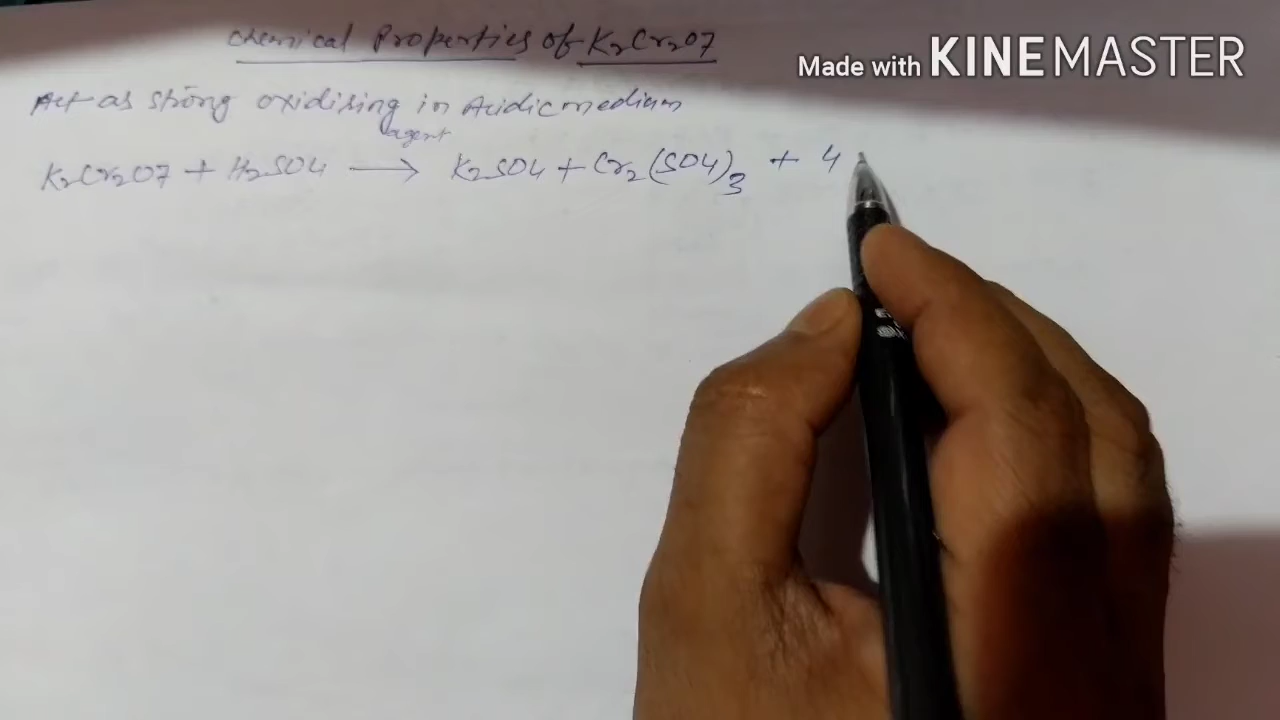 Chemical Properties of K2Cr2O7
Made with KINEMASTER
Act as strong oxidising in Acidic medium
agent
K2Cr2O7 + H2SO4 → K2SO4 + Cr2(SO4)3 + 4